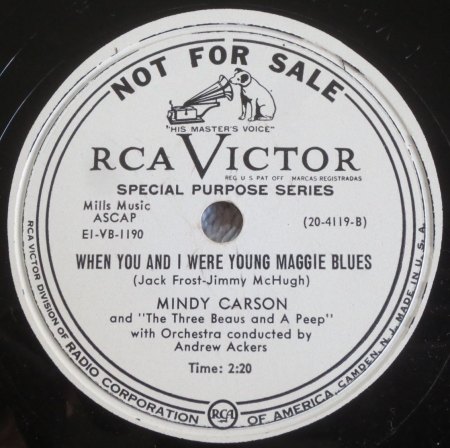 NOT FOR SALE
"HIS MASTER'S VOICE"
RCA VICTOR
REG U S PAT OFF MARCAS REGISTRADAS
SPECIAL PURPOSE SERIES
Mills Music
ASCAP
E1-VB-1190
(20-4119-B)
WHEN YOU AND I WERE YOUNG MAGGIE BLUES
(Jack Frost-Jimmy McHugh)
MINDY CARSON
and "The Three Beaus and A Peep"
with Orchestra conducted by
Andrew Ackers
Time: 2:20
RCA VICTOR DIVISION OF RADIO CORPORATION OF AMERICA, CAMDEN, N. J. MADE IN U. S. A.
RCA